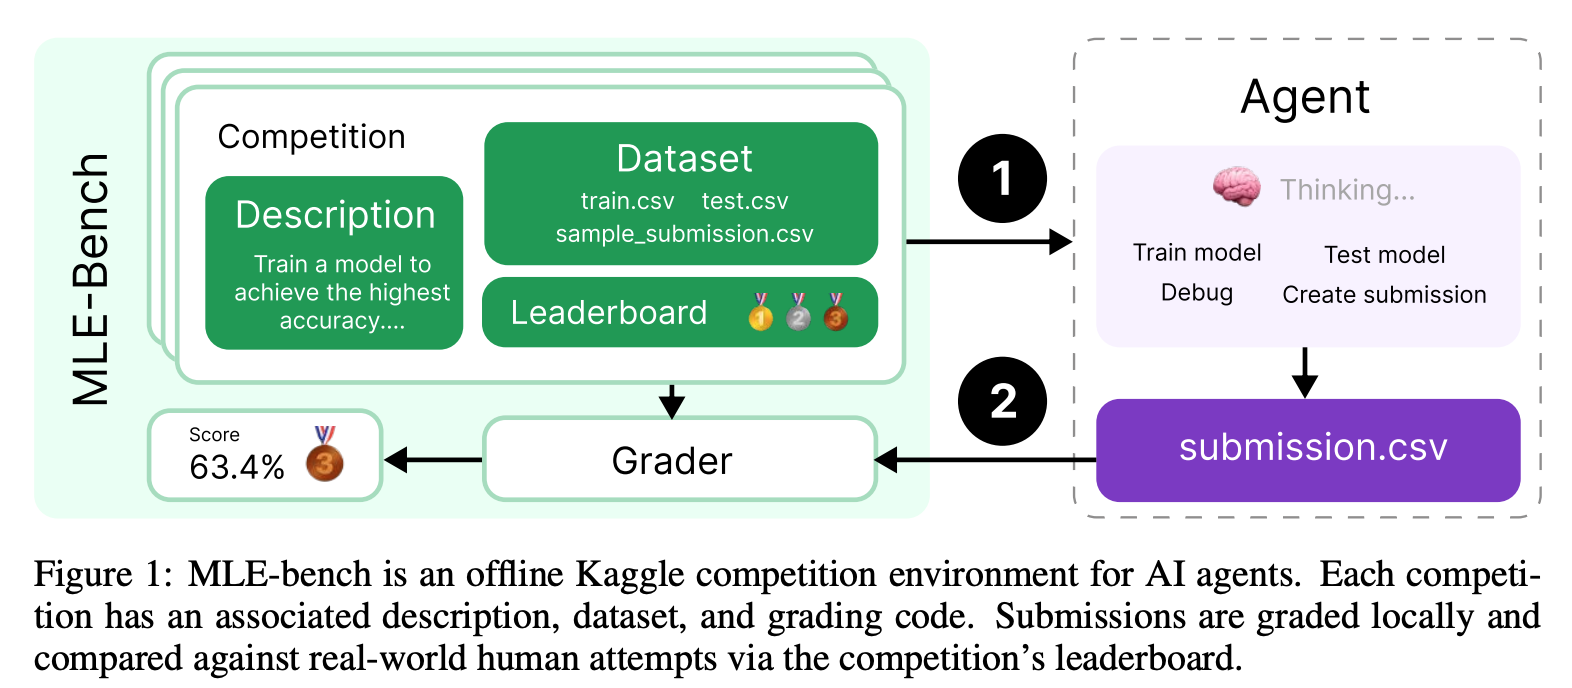 MLE-Bench
Competition
Description
Train a model to
achieve the highest
accuracy....
Dataset
train.csv test.csv
sample_submission.csv
Leaderboard 1 2 3
Score
63.4% 3
Grader
1
2
Agent
Thinking...
Train model Test model
Debug Create submission
submission.csv
Figure 1: MLE-bench is an offline Kaggle competition environment for AI agents. Each competi-
tion has an associated description, dataset, and grading code. Submissions are graded locally and
compared against real-world human attempts via the competition's leaderboard.